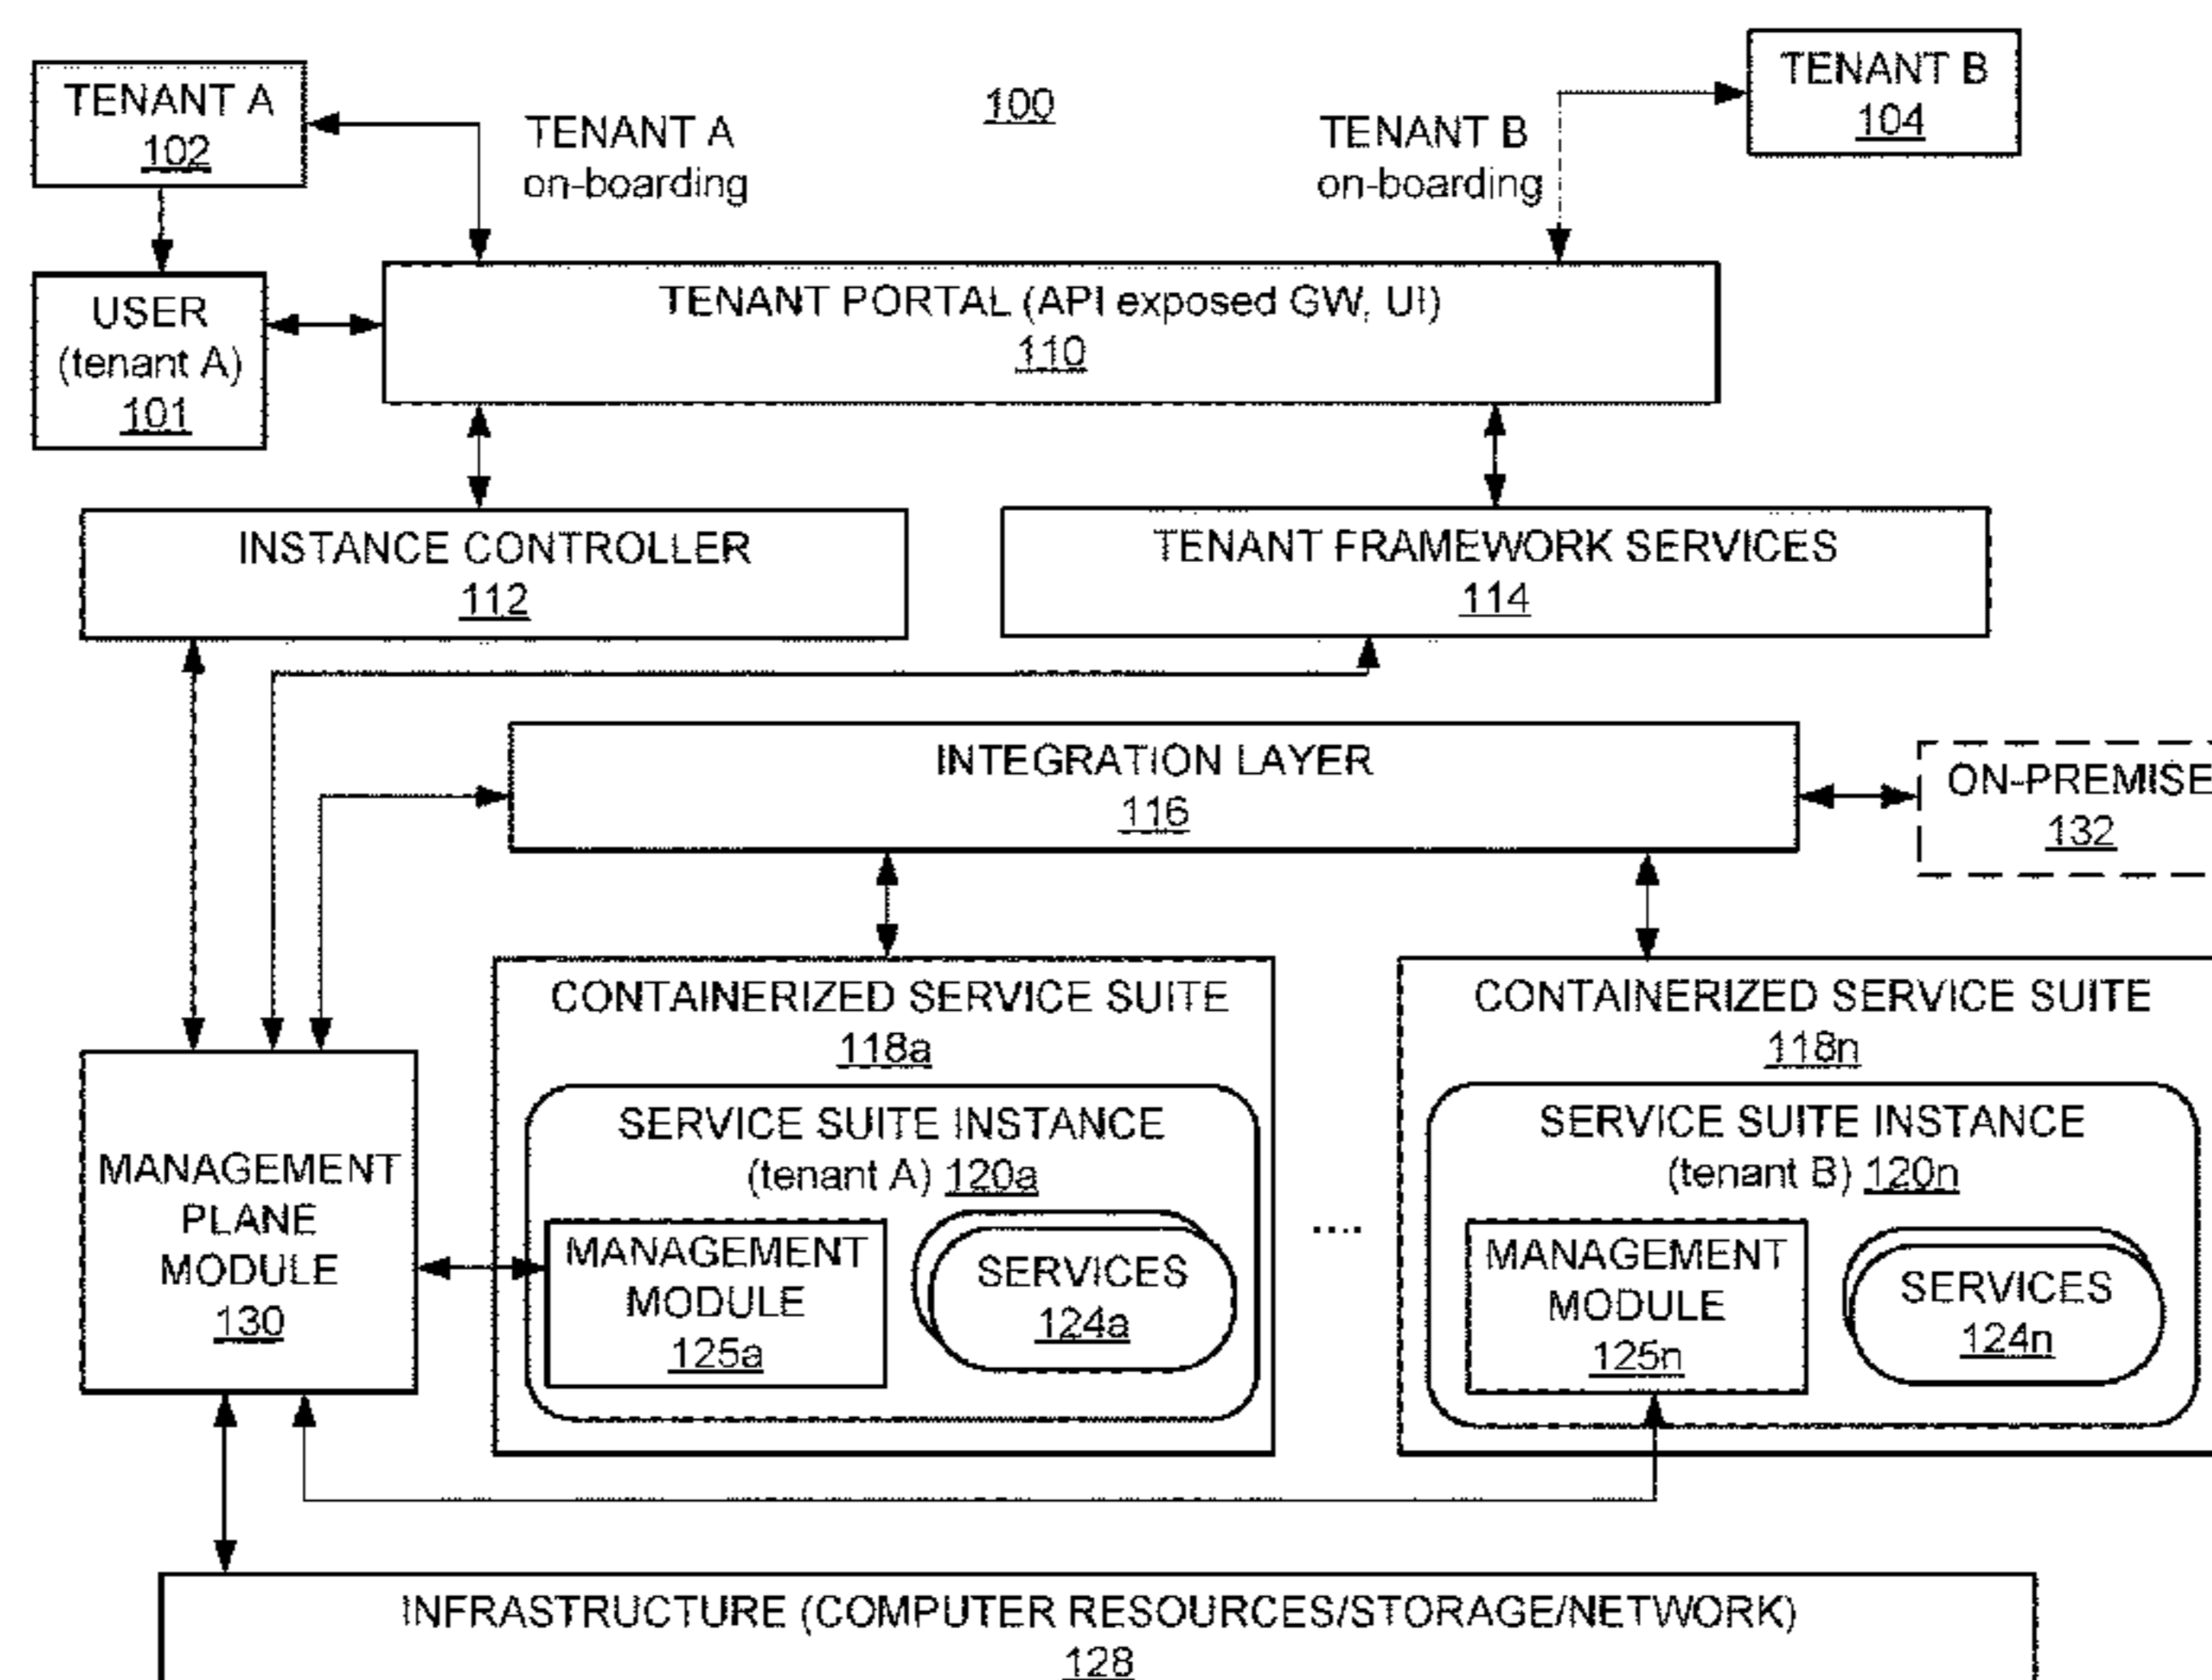 TENANT A
102
100
TENANT B
104
TENANT A
on-boarding
TENANT B
on-boarding
USER
(tenant A)
101
TENANT PORTAL (API exposed GW, UI)
110
INSTANCE CONTROLLER
112
TENANT FRAMEWORK SERVICES
114
INTEGRATION LAYER
116
ON-PREMISE
132
CONTAINERIZED SERVICE SUITE
118a
SERVICE SUITE INSTANCE
(tenant A) 120a
MANAGEMENT
MODULE
125a
SERVICES
124a
....
CONTAINERIZED SERVICE SUITE
118n
SERVICE SUITE INSTANCE
(tenant B) 120n
MANAGEMENT
MODULE
125n
SERVICES
124n
MANAGEMENT
PLANE
MODULE
130
INFRASTRUCTURE (COMPUTER RESOURCES/STORAGE/NETWORK)
128